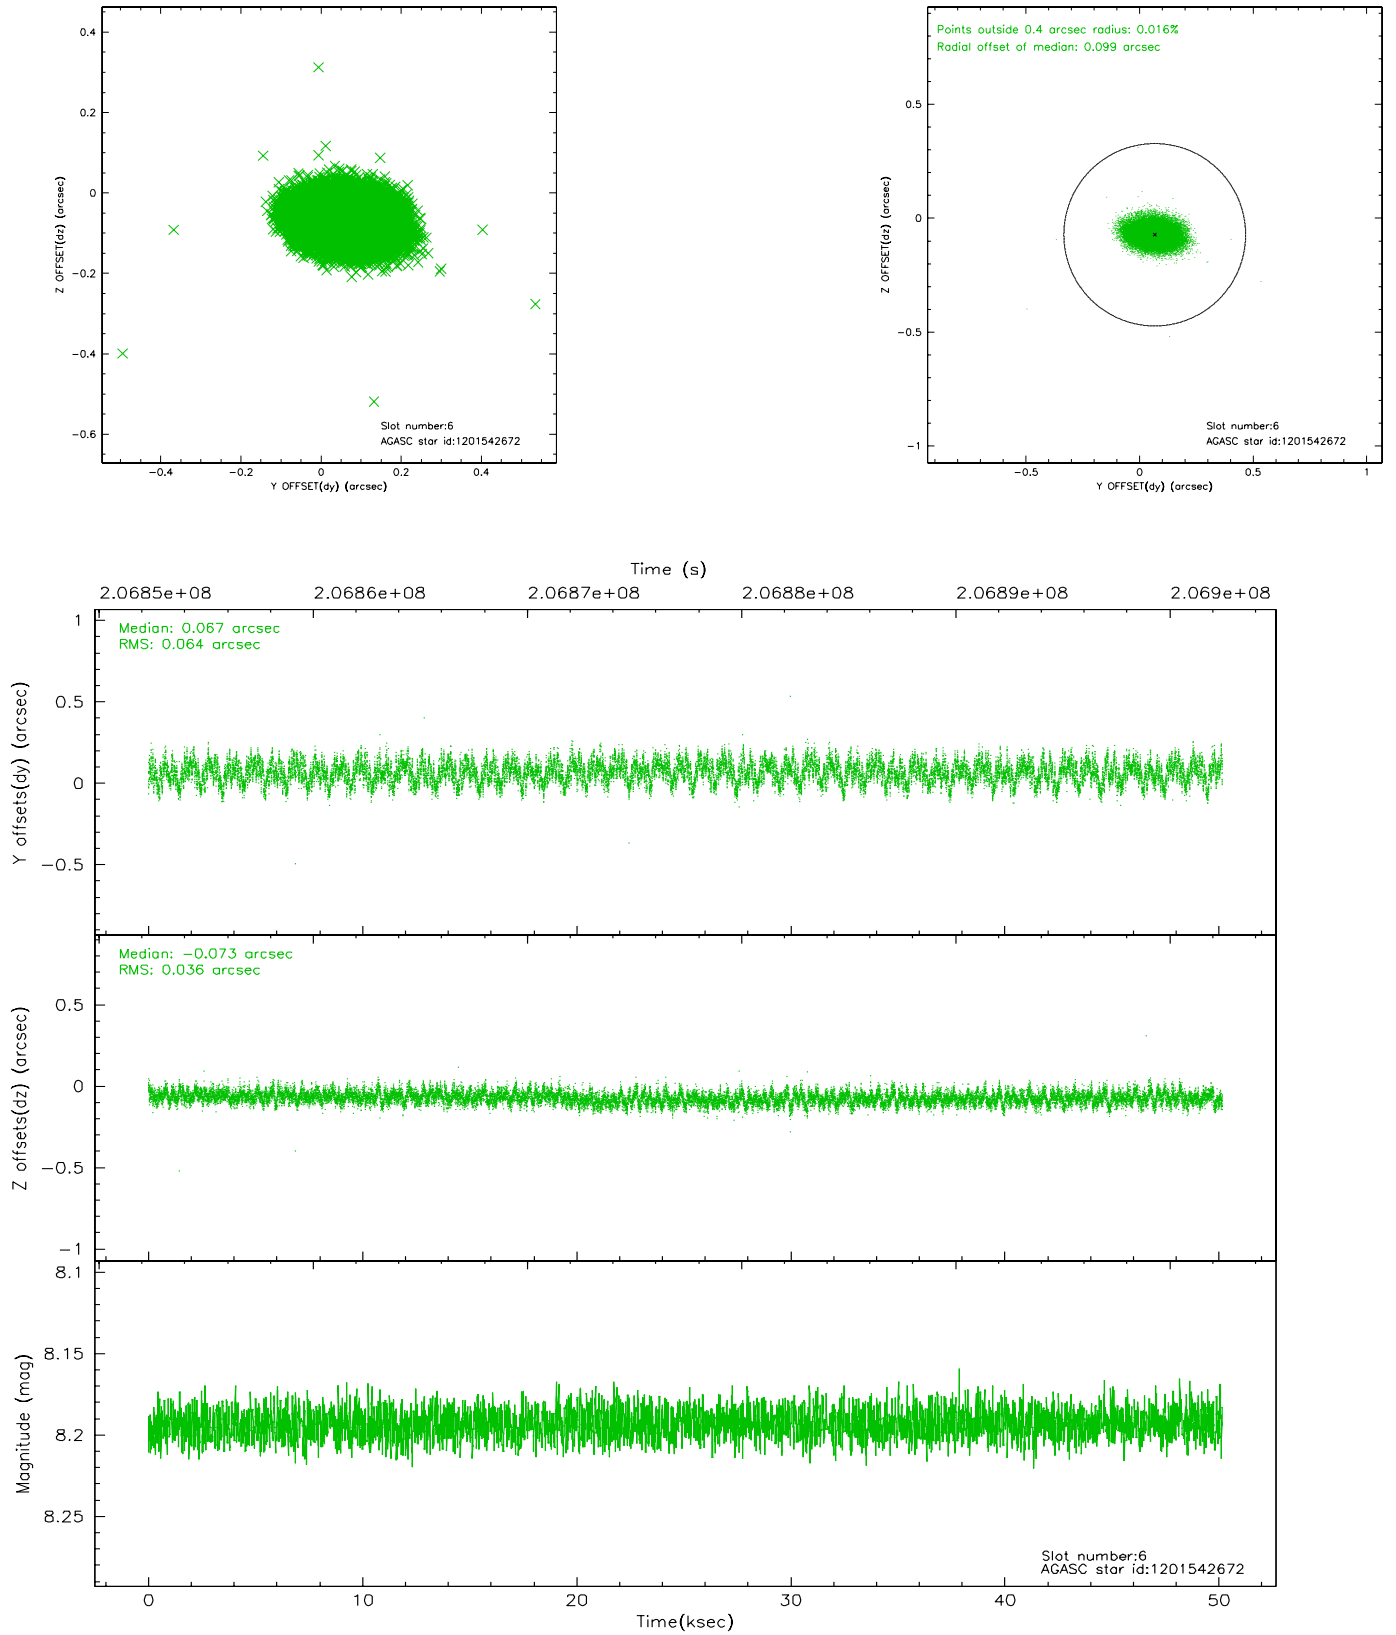 0.4
0.2
0
−0.2
−0.4
−0.6
Z OFFSET(dz) (arcsec)
Slot number:6
AGASC star id:1201542672
−0.4
−0.2
0
0.2
0.4
Y OFFSET(dy) (arcsec)
Points outside 0.4 arcsec radius: 0.016%
Radial offset of median: 0.099 arcsec
0.5
0
−0.5
−1
Z OFFSET(dz) (arcsec)
Slot number:6
AGASC star id:1201542672
−0.5
0
0.5
1
Y OFFSET(dy) (arcsec)
Time (s)
2.0685e+08
2.0686e+08
2.0687e+08
2.0688e+08
2.0689e+08
2.069e+08
Median: 0.067 arcsec
RMS: 0.064 arcsec
1
0.5
0
−0.5
Y offsets(dy) (arcsec)
Median: −0.073 arcsec
RMS: 0.036 arcsec
0.5
0
−0.5
−1
Z offsets(dz) (arcsec)
8.1
8.15
8.2
8.25
Magnitude (mag)
Slot number:6
AGASC star id:1201542672
0
10
20
30
40
50
Time(ksec)